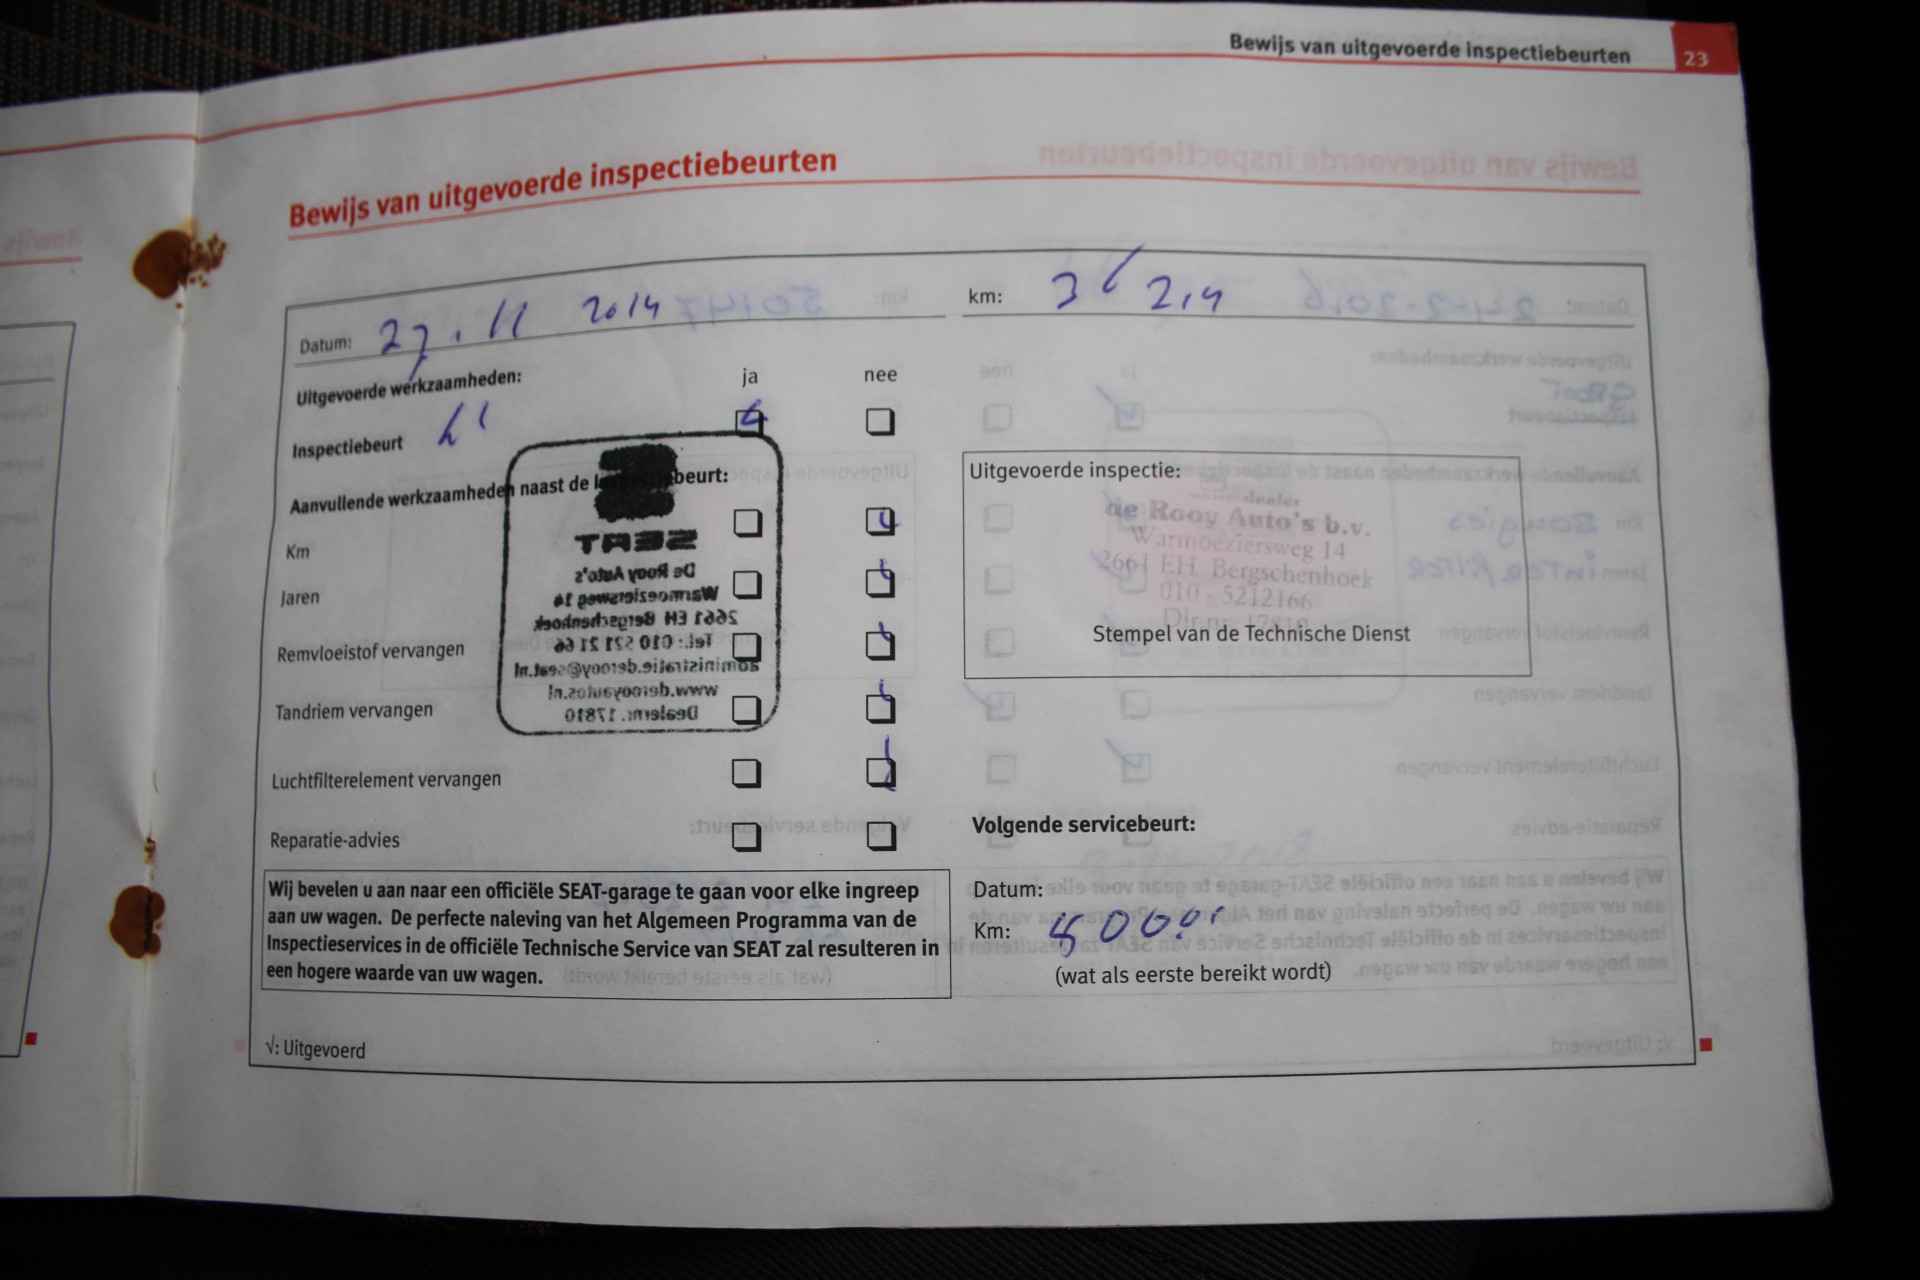 Bewijs van uitgevoerde inspectiebeurten 23
Bewijs van uitgevoerde inspectiebeurten
Datum: 27.11 2014 km:
Uitgevoerde werkzaamheden: ja nee
Inspectiebeurt
Aanvullende werkzaamheden naast de beurt:
Uitgevoerde inspectie:
dealer
de Rooy Auto's b.v.
Warmoeziersweg 14
2661 EH Bergschenhoek
010 - 5212166
Dlr.nr. 17810
Stempel van de Technische Dienst
SEAT
De Rooy Auto's
Warmoeziersweg 14
2661 EH Bergschenhoek
Tel.: 010 521 21 66
administratie.derooy@seat.nl
www.derooyautos.nl
Dealernr. 17810
Km
Jaren
Remvloeistof vervangen
Tandriem vervangen
Luchtfilterelement vervangen
Reparatie-advies
Wij bevelen u aan naar een officiële SEAT-garage te gaan voor elke ingreep
aan uw wagen. De perfecte naleving van het Algemeen Programma van de
Inspectieservices in de officiële Technische Service van SEAT zal resulteren in
een hogere waarde van uw wagen.
Volgende servicebeurt:
Datum:
Km:
(wat als eerste bereikt wordt)
√: Uitgevoerd